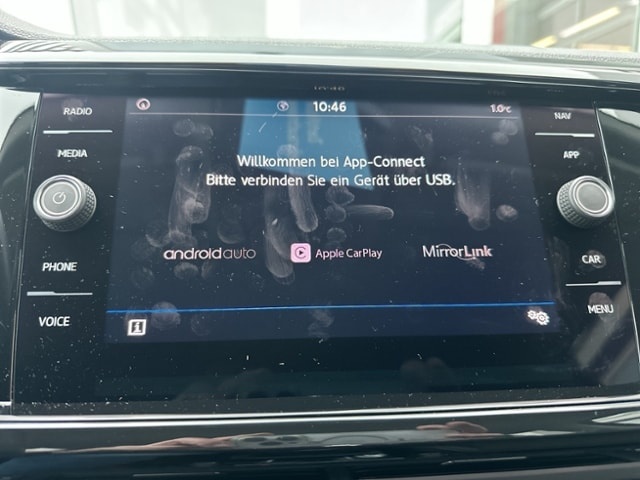 RADIO
MEDIA
PHONE
VOICE
10:46
1.0°C
Willkommen bei App-Connect
Bitte verbinden Sie ein Gerät über USB.
androidauto
Apple CarPlay
MirrorLink
i
NAV
APP
CAR
MENU